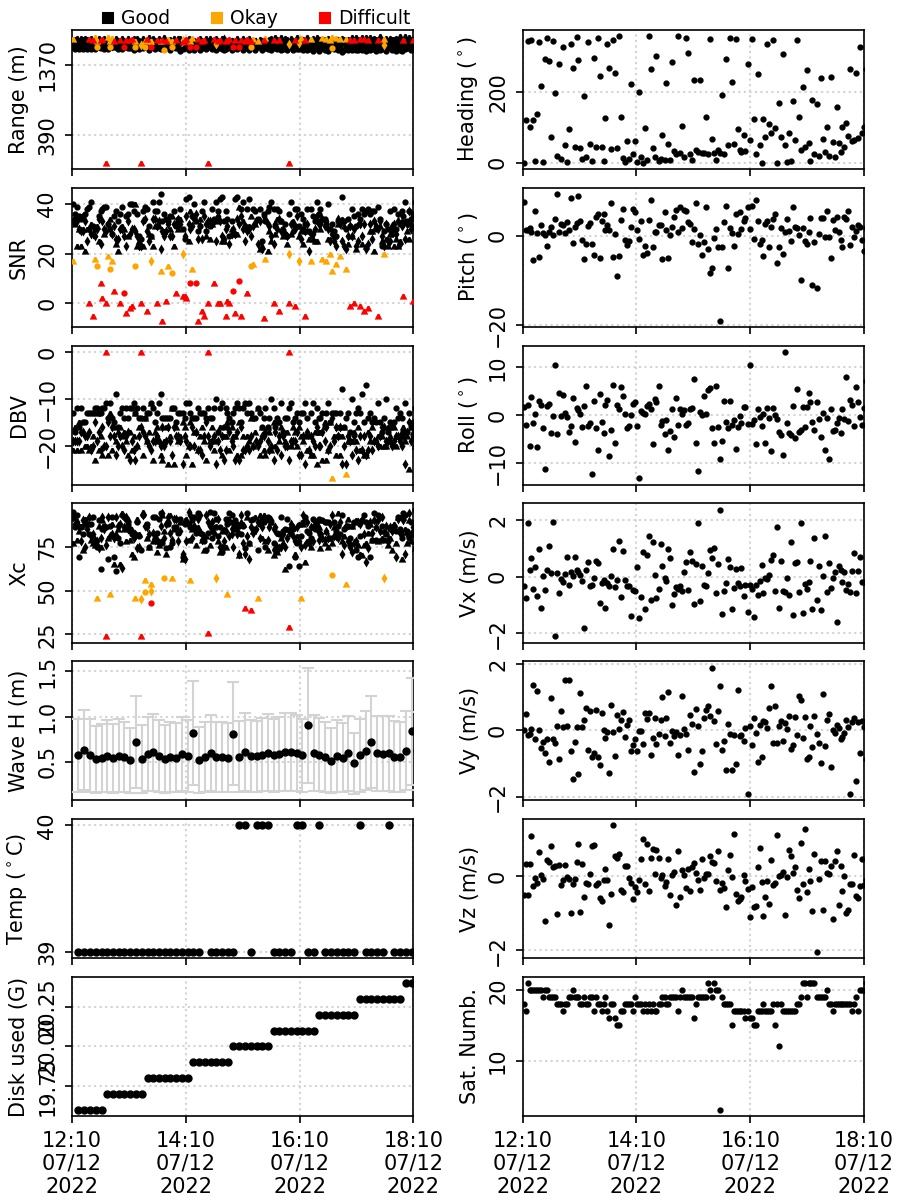 Good Okay Difficult
Range (m)
1370
390
Heading (°)
200
0
SNR
40
20
0
Pitch (°)
0
−20
DBV
0
−10
−20
Roll (°)
10
0
−10
Xc
75
50
25
Vx (m/s)
2
0
−2
Wave H (m)
1.5
1.0
0.5
Vy (m/s)
2
0
−2
Temp (°C)
40
39
Vz (m/s)
0
−2
Disk used (G)
20.25
20.00
19.75
Sat. Numb.
20
10
12:10 14:10 16:10 18:10 12:10 14:10 16:10 18:10
07/12 07/12 07/12 07/12 07/12 07/12 07/12 07/12
2022 2022 2022 2022 2022 2022 2022 2022